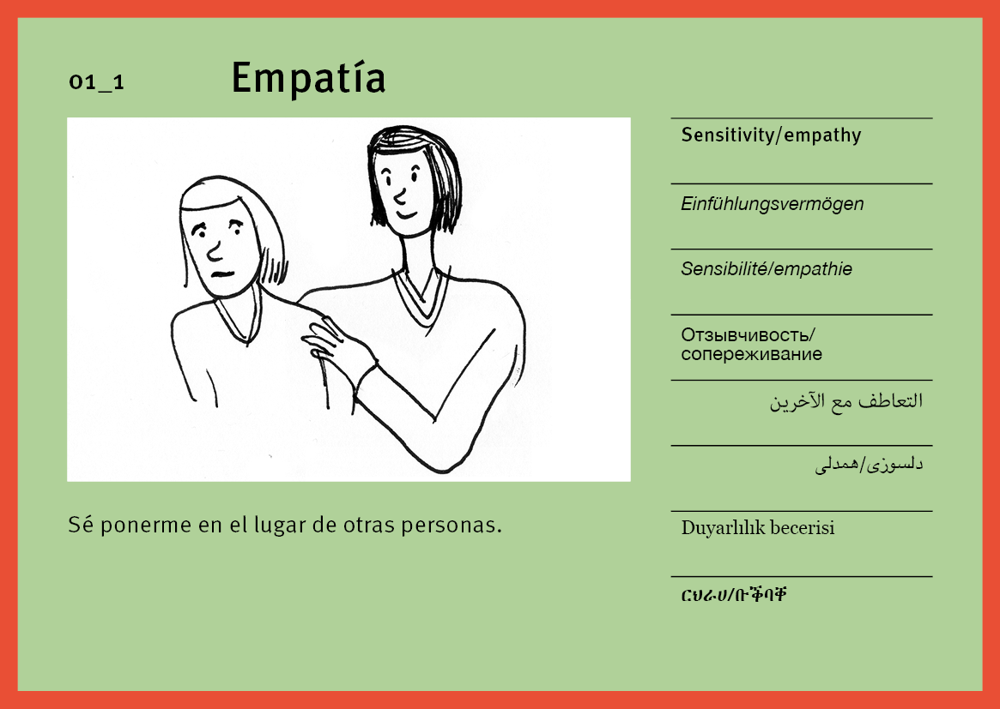 01_1
Empatía
Sensitivity/empathy
Einfühlungsvermögen
Sensibilité/empathie
Отзывчивость/
сопереживание
التعاطف مع الآخرين
دلسوزی/همدلی
Duyarlılık becerisi
Sé ponerme en el lugar de otras personas.